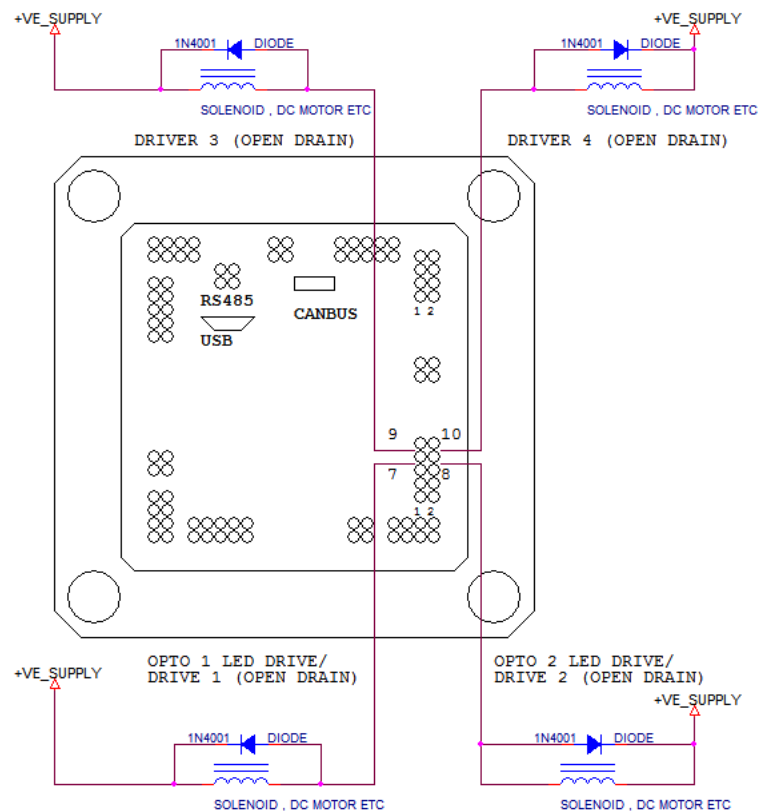 +VE_SUPPLY
+VE_SUPPLY
1N4001 DIODE
1N4001 DIODE
SOLENOID , DC MOTOR ETC
SOLENOID , DC MOTOR ETC
DRIVER 3 (OPEN DRAIN)
DRIVER 4 (OPEN DRAIN)
RS485
CANBUS
1 2
USB
9 10
7 8
1 2
OPTO 1 LED DRIVE/
DRIVE 1 (OPEN DRAIN)
OPTO 2 LED DRIVE/
DRIVE 2 (OPEN DRAIN)
+VE_SUPPLY
+VE_SUPPLY
1N4001 DIODE
1N4001 DIODE
SOLENOID , DC MOTOR ETC
SOLENOID , DC MOTOR ETC